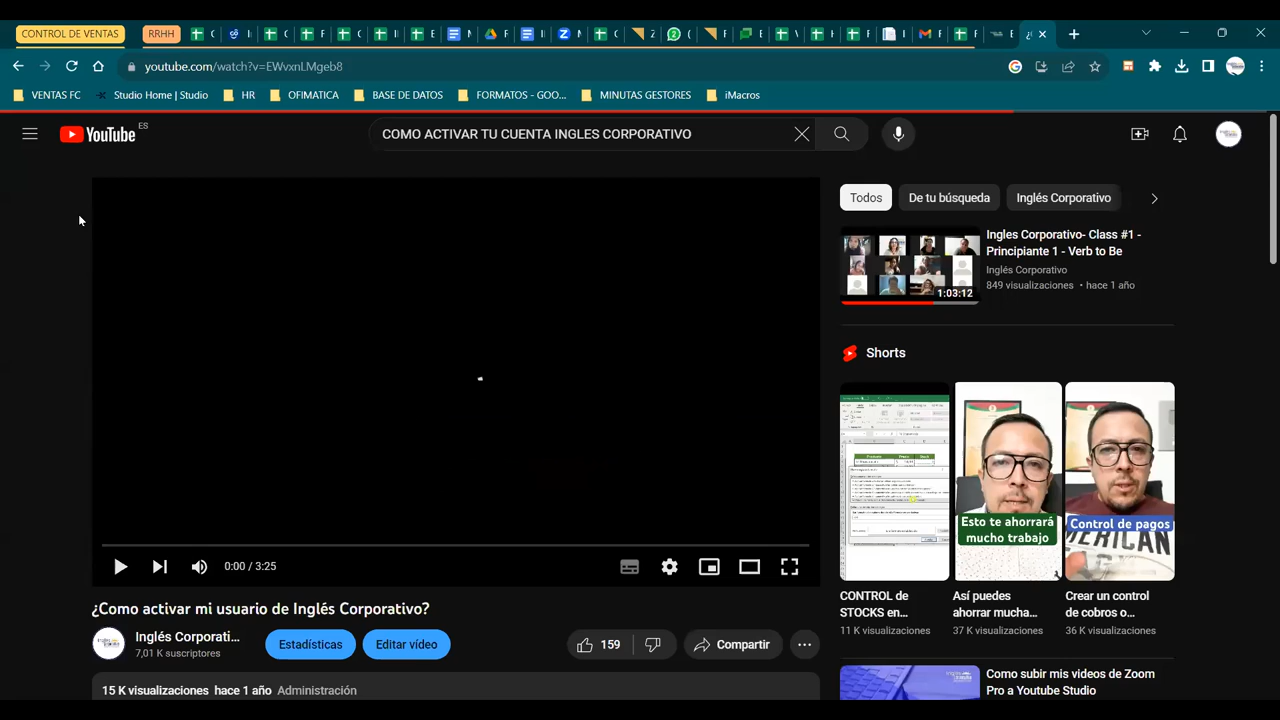 CONTROL DE VENTAS
RRHH
youtube.com/watch?v=EWvxnLMgeb8
VENTAS FC
Studio Home | Studio
HR
OFIMATICA
BASE DE DATOS
FORMATOS - GOO...
MINUTAS GESTORES
iMacros
YouTube ES
COMO ACTIVAR TU CUENTA INGLES CORPORATIVO
Todos
De tu búsqueda
Inglés Corporativo
Ingles Corporativo- Class #1 -
Principiante 1 - Verb to Be
Inglés Corporativo
849 visualizaciones • hace 1 año
1:03:12
Shorts
Esto te ahorrará
mucho trabajo
Control de pagos
CONTROL de
STOCKS en...
11 K visualizaciones
Así puedes
ahorrar mucha...
37 K visualizaciones
Crear un control
de cobros o...
36 K visualizaciones
0:00 / 3:25
¿Como activar mi usuario de Inglés Corporativo?
Inglés Corporati...
7,01 K suscriptores
Estadísticas
Editar vídeo
159
Compartir
15 K visualizaciones hace 1 año Administración
Como subir mis videos de Zoom
Pro a Youtube Studio